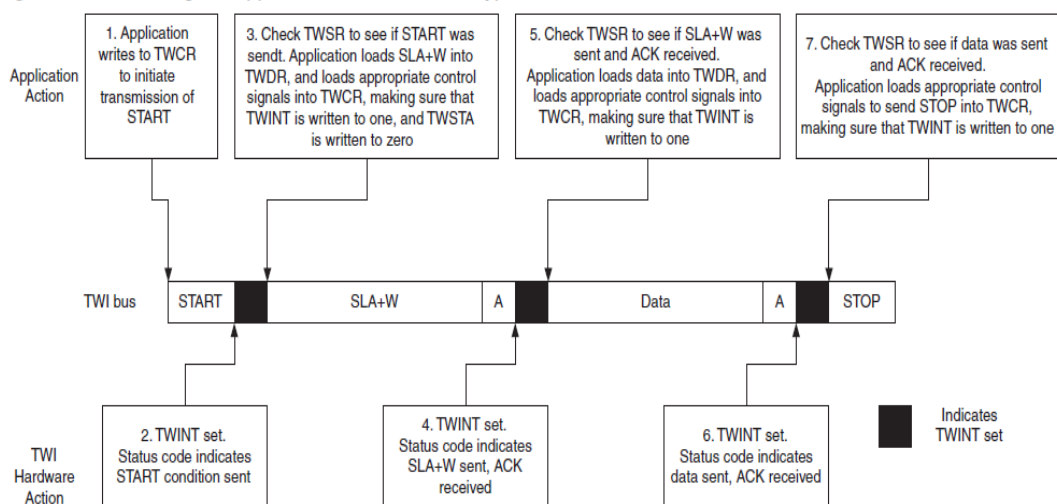 Application
Action
1. Application
writes to TWCR
to initiate
transmission of
START
3. Check TWSR to see if START was
sendt. Application loads SLA+W into
TWDR, and loads appropriate control
signals into TWCR, making sure that
TWINT is written to one, and TWSTA
is written to zero
5. Check TWSR to see if SLA+W was
sent and ACK received.
Application loads data into TWDR, and
loads appropriate control signals into
TWCR, making sure that TWINT is
written to one
7. Check TWSR to see if data was sent
and ACK received.
Application loads appropriate control
signals to send STOP into TWCR,
making sure that TWINT is written to one
TWI bus
START
SLA+W
A
Data
A
STOP
TWI
Hardware
Action
2. TWINT set.
Status code indicates
START condition sent
4. TWINT set.
Status code indicates
SLA+W sent, ACK
received
6. TWINT set.
Status code indicates
data sent, ACK received
Indicates
TWINT set